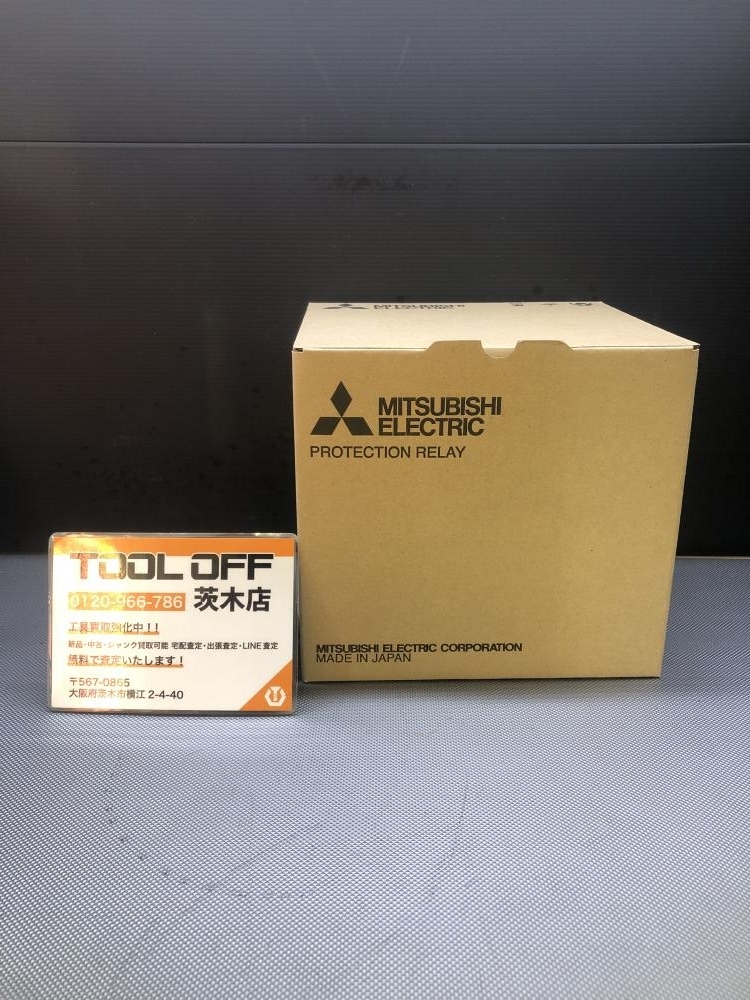 MITSUBISHI
ELECTRIC
MITSUBISHI
ELECTRIC
PROTECTION RELAY
MITSUBISHI ELECTRIC CORPORATION
MADE IN JAPAN
TOOL OFF
0120-966-786 茨木店
工具買取強化中!!
新品・中古・ジャンク買取可能 宅配査定・出張査定・LINE査定
無料で査定いたします!
〒567-0865
大阪府茨木市横江 2-4-40